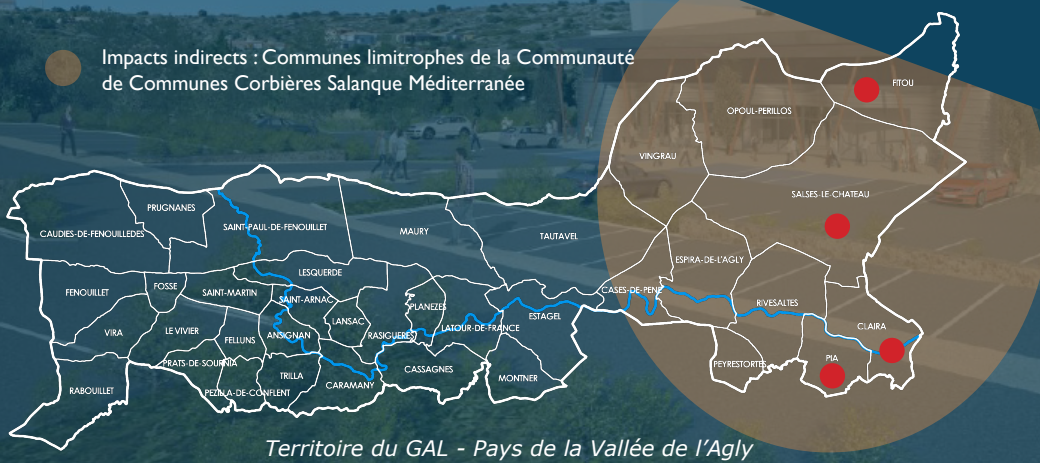 Impacts indirects : Communes limitrophes de la Communauté
de Communes Corbières Salanque Méditerranée
FITOU
OPOUL-PERILLOS
VINGRAU
SALSES-LE-CHATEAU
PRUGNANES
CAUDIES-DE-FENOUILLEDES
SAINT-PAUL-DE-FENOUILLET
MAURY
TAUTAVEL
ESPIRA-DE-L'AGLY
LESQUERDE
FENOUILLET
FOSSE
SAINT-MARTIN
SAINT-ARNAC
CASES-DE-PENE
RIVESALTES
PLANEZES
ESTAGEL
LANSAC
VIRA
LE VIVIER
FELLUNS
ANSIGNAN
RASIGUERES
LATOUR-DE-FRANCE
CLAIRA
PIA
PEYRESTORTES
PRATS-DE-SOURNIA
TRILLA
CARAMANY
CASSAGNES
MONTNER
RABOUILLET
PEZILLA-DE-CONFLENT
Territoire du GAL - Pays de la Vallée de l'Agly